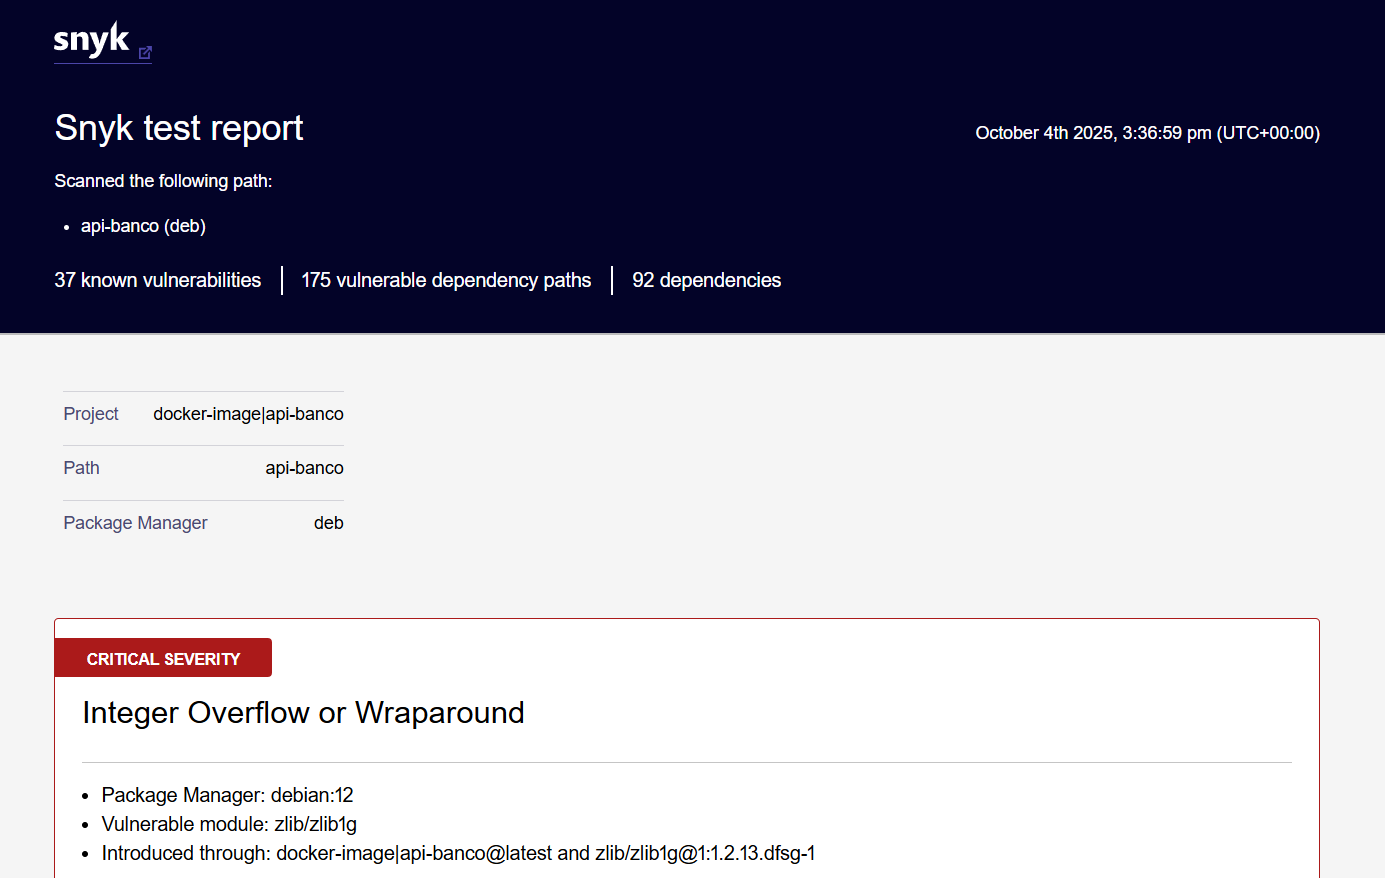 snyk
Snyk test report
October 4th 2025, 3:36:59 pm (UTC+00:00)
Scanned the following path:
• api-banco (deb)
37 known vulnerabilities
175 vulnerable dependency paths
92 dependencies
Project docker-image|api-banco
Path api-banco
Package Manager deb
CRITICAL SEVERITY
Integer Overflow or Wraparound
• Package Manager: debian:12
• Vulnerable module: zlib/zlib1g
• Introduced through: docker-image|api-banco@latest and zlib/zlib1g@1:1.2.13.dfsg-1